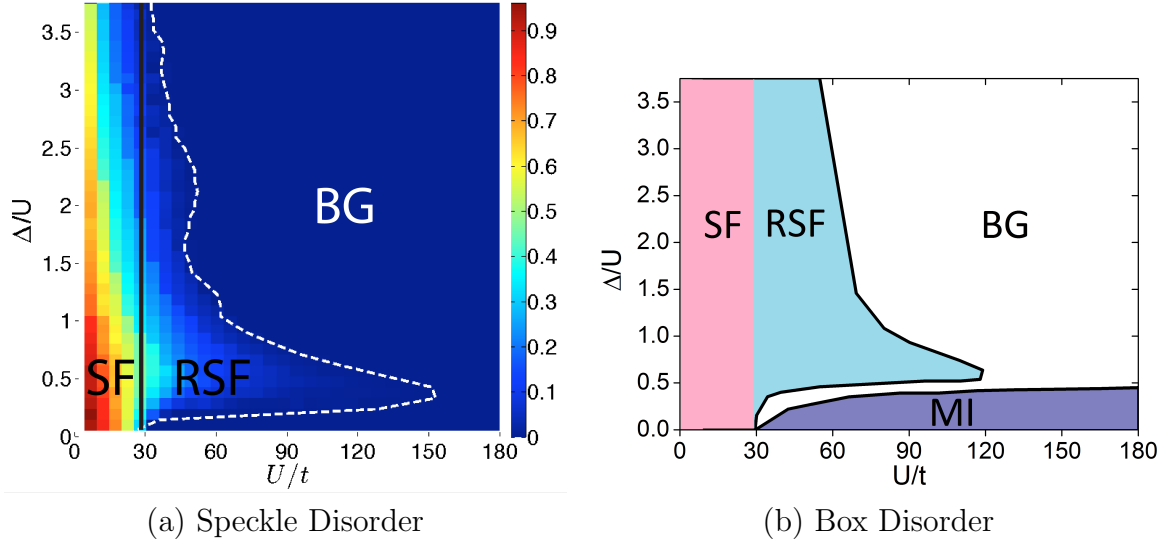 3.5
3
2.5
2
1.5
1
0.5
0
Δ/U
SF
RSF
BG
0 30 60 90 120 150 180
U/t
0.9
0.8
0.7
0.6
0.5
0.4
0.3
0.2
0.1
0
(a) Speckle Disorder
3.5
3.0
2.5
2.0
1.5
1.0
0.5
0.0
Δ/U
SF RSF BG
MI
0 30 60 90 120 150 180
U/t
(b) Box Disorder